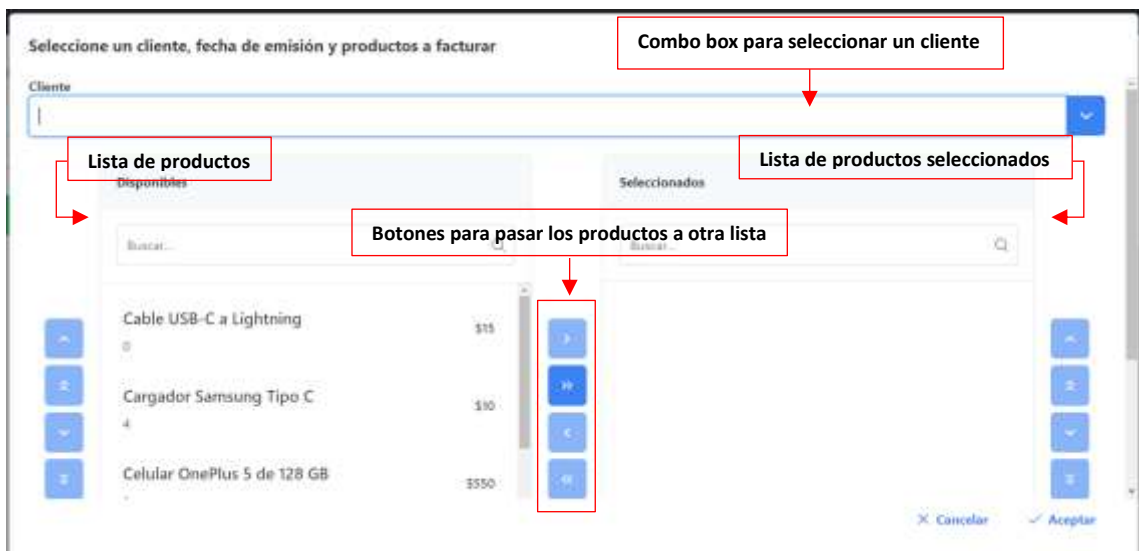 Seleccione un cliente, fecha de emisión y productos a facturar
Combo box para seleccionar un cliente
Cliente
Lista de productos
Lista de productos seleccionados
Disponibles
Seleccionados
Botones para pasar los productos a otra lista
Buscar...
Buscar...
Cable USB-C a Lightning
$15
0
Cargador Samsung Tipo C
$10
4
Celular OnePlus 5 de 128 GB
$550
Cancelar
Aceptar